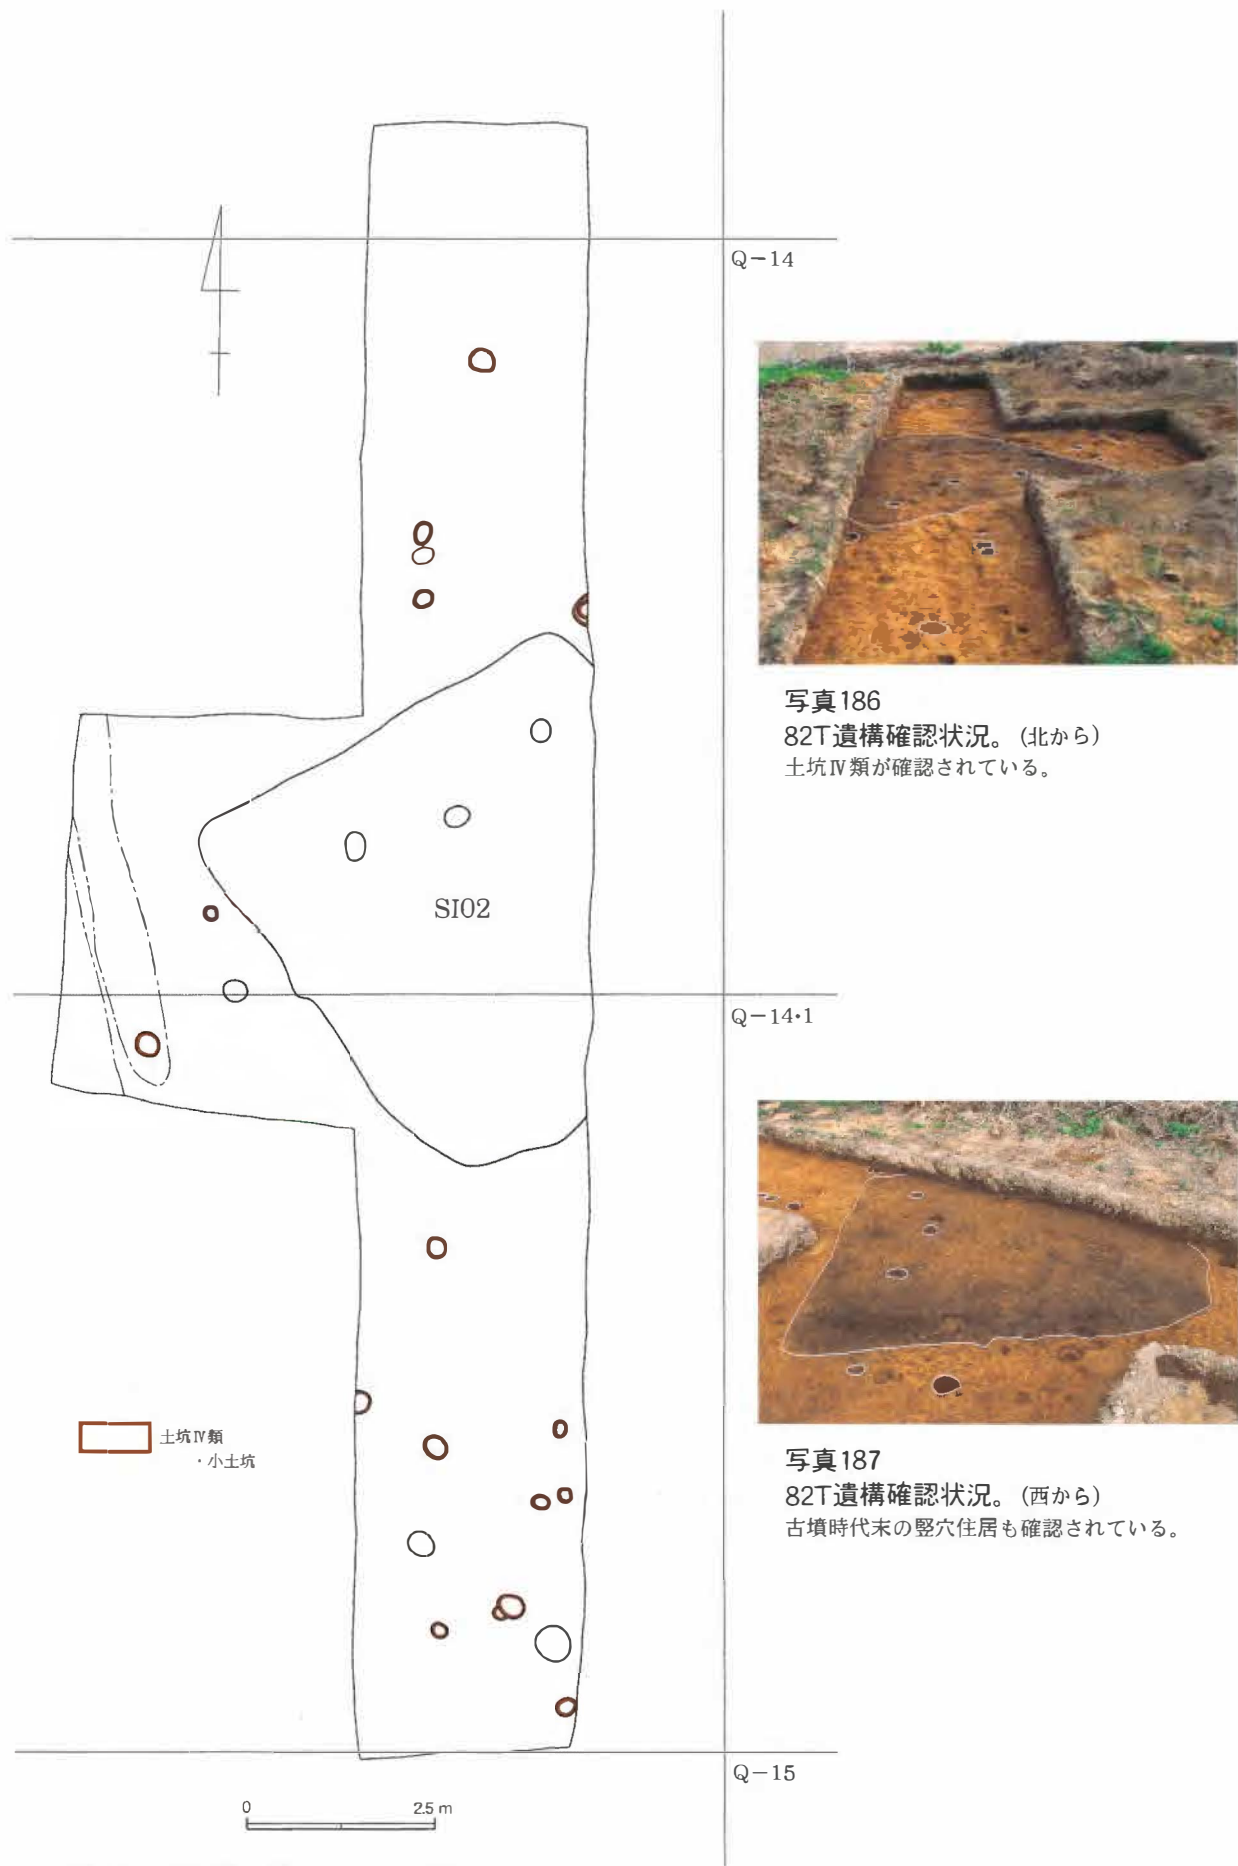 Q-14
写真186
82T遺構確認状況。(北から)
土坑Ⅳ類が確認されている。
SI02
Q-14・1
土坑Ⅳ類
・小土坑
写真187
82T遺構確認状況。(西から)
古墳時代末の竪穴住居も確認されている。
Q-15
0 2.5 m